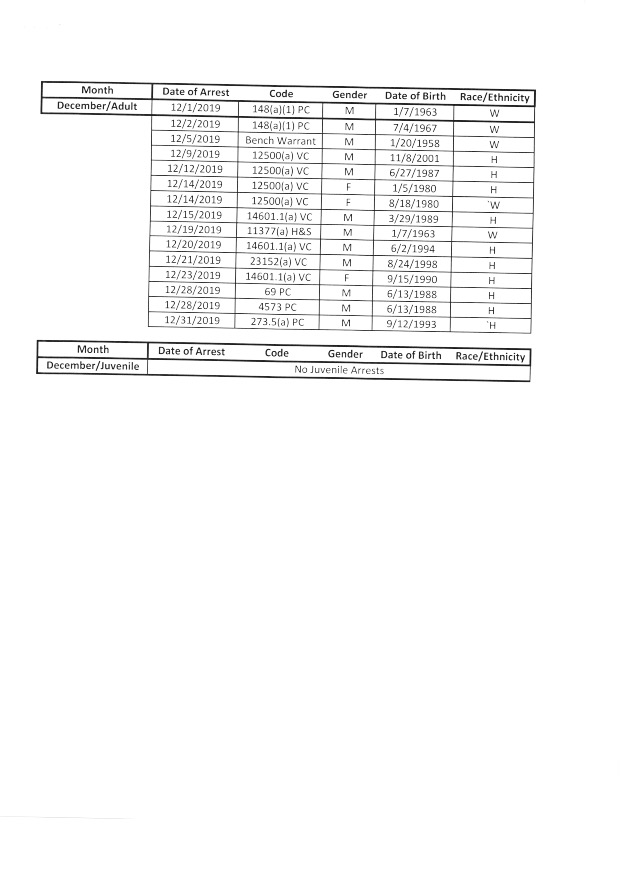 Month Date of Arrest Code Gender Date of Birth Race/Ethnicity
December/Adult 12/1/2019 148(a)(1) PC M 1/7/1963 W
12/2/2019 148(a)(1) PC M 7/4/1967 W
12/5/2019 Bench Warrant M 1/20/1958 W
12/9/2019 12500(a) VC M 11/8/2001 H
12/12/2019 12500(a) VC M 6/27/1987 H
12/14/2019 12500(a) VC F 1/5/1980 H
12/14/2019 12500(a) VC F 8/18/1980 `W
12/15/2019 14601.1(a) VC M 3/29/1989 H
12/19/2019 11377(a) H&S M 1/7/1963 W
12/20/2019 14601.1(a) VC M 6/2/1994 H
12/21/2019 23152(a) VC M 8/24/1998 H
12/23/2019 14601.1(a) VC F 9/15/1990 H
12/28/2019 69 PC M 6/13/1988 H
12/28/2019 4573 PC M 6/13/1988 H
12/31/2019 273.5(a) PC M 9/12/1993 `H
Month Date of Arrest Code Gender Date of Birth Race/Ethnicity
December/Juvenile No Juvenile Arrests